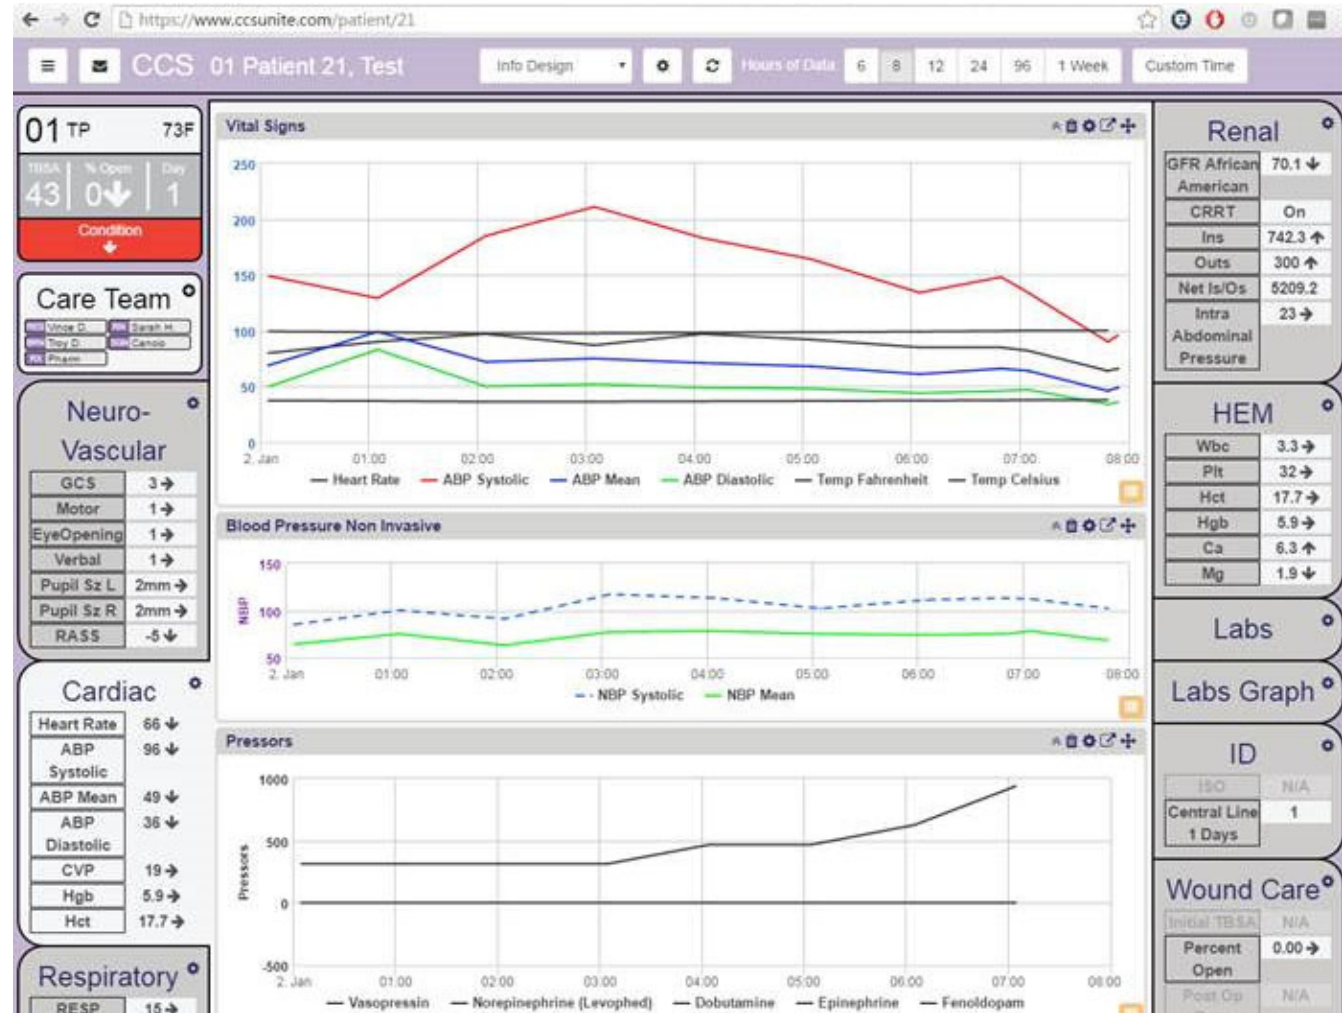 https://www.ccsunite.com/patient/21
CCS 01 Patient 21, Test
Info Design
Hours of Data 6 8 12 24 96 1 Week
Custom Time
01 TP 73F
TBSA % Open Day
43 0 1
Condition
Care Team
Vince D. Sarah H.
Troy D. Cancio
Pharm
Neuro-
Vascular
GCS 3
Motor 1
EyeOpening 1
Verbal 1
Pupil Sz L 2mm
Pupil Sz R 2mm
RASS -5
Cardiac
Heart Rate 66
ABP 96
Systolic
ABP Mean 49
ABP 36
Diastolic
CVP 19
Hgb 5.9
Hct 17.7
Respiratory
RESP 15
Vital Signs
250
200
150
100
50
0
2. Jan 01:00 02:00 03:00 04:00 05:00 06:00 07:00 08:00
Heart Rate ABP Systolic ABP Mean ABP Diastolic Temp Fahrenheit Temp Celsius
Blood Pressure Non Invasive
NBP
150
100
50
2. Jan 01:00 02:00 03:00 04:00 05:00 06:00 07:00 08:00
NBP Systolic NBP Mean
Pressors
Pressors
1000
500
0
-500
2. Jan 01:00 02:00 03:00 04:00 05:00 06:00 07:00 08:00
Vasopressin Norepinephrine (Levophed) Dobutamine Epinephrine Fenoldopam
Renal
GFR African 70.1
American
CRRT On
Ins 742.3
Outs 300
Net Is/Os 5209.2
Intra 23
Abdominal
Pressure
HEM
Wbc 3.3
Plt 32
Hct 17.7
Hgb 5.9
Ca 6.3
Mg 1.9
Labs
Labs Graph
ID
ISO N/A
Central Line 1
1 Days
Wound Care
Initial TBSA N/A
Percent 0.00
Open
Post Op N/A